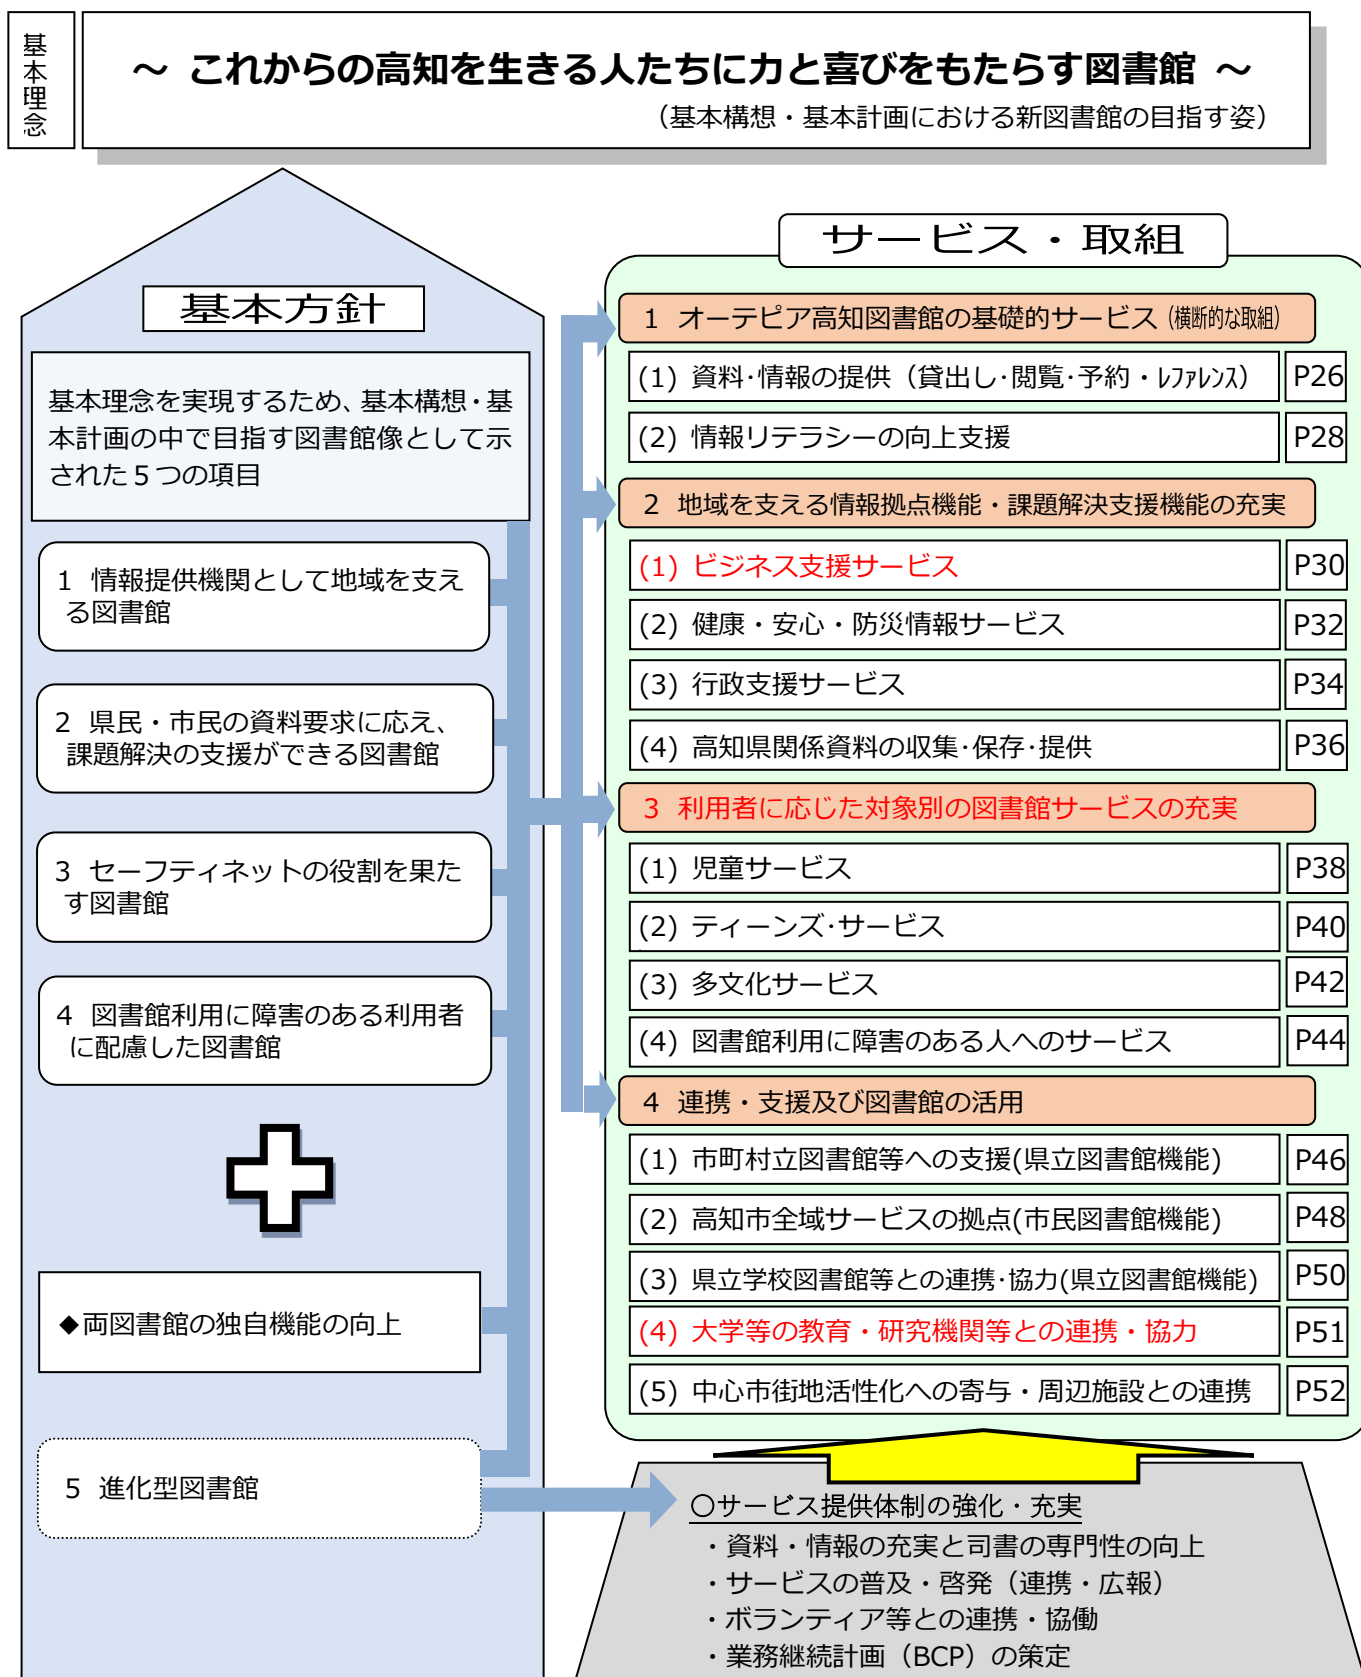 基本理念
～ これからの高知を生きる人たちに力と喜びをもたらす図書館 ～
（基本構想・基本計画における新図書館の目指す姿）
基本方針
基本理念を実現するため、基本構想・基
本計画の中で目指す図書館像として示
された５つの項目
1 情報提供機関として地域を支え
る図書館
2 県民・市民の資料要求に応え、
課題解決の支援ができる図書館
3 セーフティネットの役割を果た
す図書館
4 図書館利用に障害のある利用者
に配慮した図書館
◆両図書館の独自機能の向上
5 進化型図書館
サービス・取組
1 オーテピア高知図書館の基礎的サービス（横断的な取組）
(1) 資料･情報の提供（貸出し･閲覧･予約・ﾚﾌｧﾚﾝｽ） P26
(2) 情報リテラシーの向上支援 P28
2 地域を支える情報拠点機能・課題解決支援機能の充実
(1) ビジネス支援サービス P30
(2) 健康・安心・防災情報サービス P32
(3) 行政支援サービス P34
(4) 高知県関係資料の収集･保存･提供 P36
3 利用者に応じた対象別の図書館サービスの充実
(1) 児童サービス P38
(2) ティーンズ･サービス P40
(3) 多文化サービス P42
(4) 図書館利用に障害のある人へのサービス P44
4 連携・支援及び図書館の活用
(1) 市町村立図書館等への支援(県立図書館機能) P46
(2) 高知市全域サービスの拠点(市民図書館機能) P48
(3) 県立学校図書館等との連携･協力(県立図書館機能) P50
(4) 大学等の教育・研究機関等との連携・協力 P51
(5) 中心市街地活性化への寄与・周辺施設との連携 P52
○サービス提供体制の強化・充実
・資料・情報の充実と司書の専門性の向上
・サービスの普及・啓発（連携・広報）
・ボランティア等との連携・協働
・業務継続計画（BCP）の策定